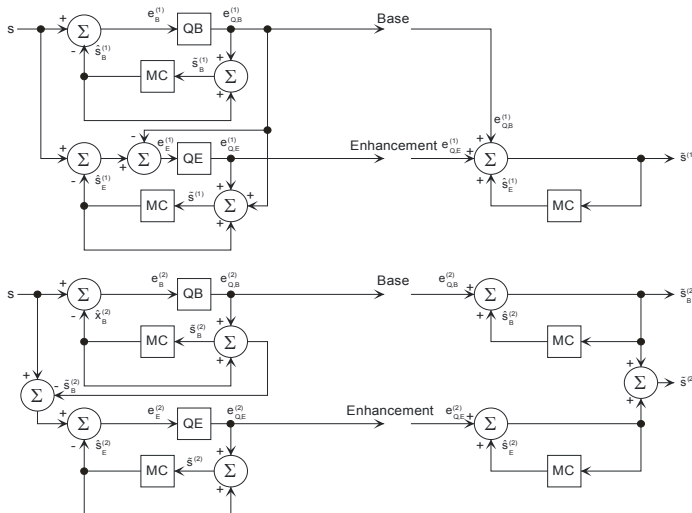 s
+
Σ
-
e_B^(1)
QB
e_Q,B^(1)
Base
ŝ_B^(1)
MC
s̃_B^(1)
+
Σ
+
e_Q,B^(1)
-
+
Σ
-
+
Σ
e_E^(1)
QE
e_Q,E^(1)
Enhancement
e_Q,E^(1)
+
+
Σ
+
s̃^(1)
ŝ_E^(1)
MC
s̃^(1)
+
+
Σ
+
ŝ_E^(1)
MC
s
+
Σ
-
e_B^(2)
QB
e_Q,B^(2)
Base
e_Q,B^(2)
+
Σ
+
s̃_B^(2)
x̂_B^(2)
MC
s̃_B^(2)
+
Σ
+
ŝ_B^(2)
MC
+
Σ
-
s̃_B^(2)
+
Σ
+
s̃^(2)
+
Σ
-
e_E^(2)
QE
e_Q,E^(2)
Enhancement
e_Q,E^(2)
+
Σ
+
ŝ_E^(2)
MC
s̃^(2)
+
Σ
+
ŝ_E^(2)
MC